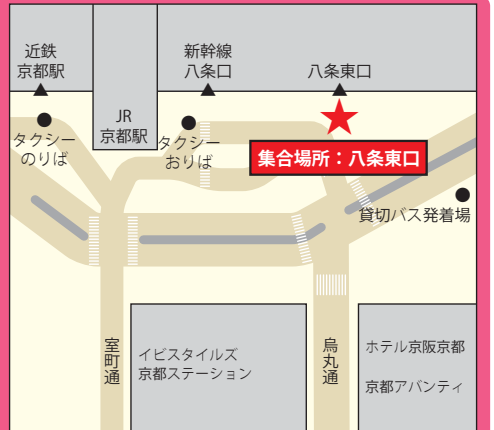 近鉄
京都駅
新幹線
八条口
八条東口
JR
京都駅
タクシー
のりば
タクシー
おりば
集合場所：八条東口
貸切バス発着場
室町通
イビスタイルズ
京都ステーション
烏丸通
ホテル京阪京都
京都アバンティ